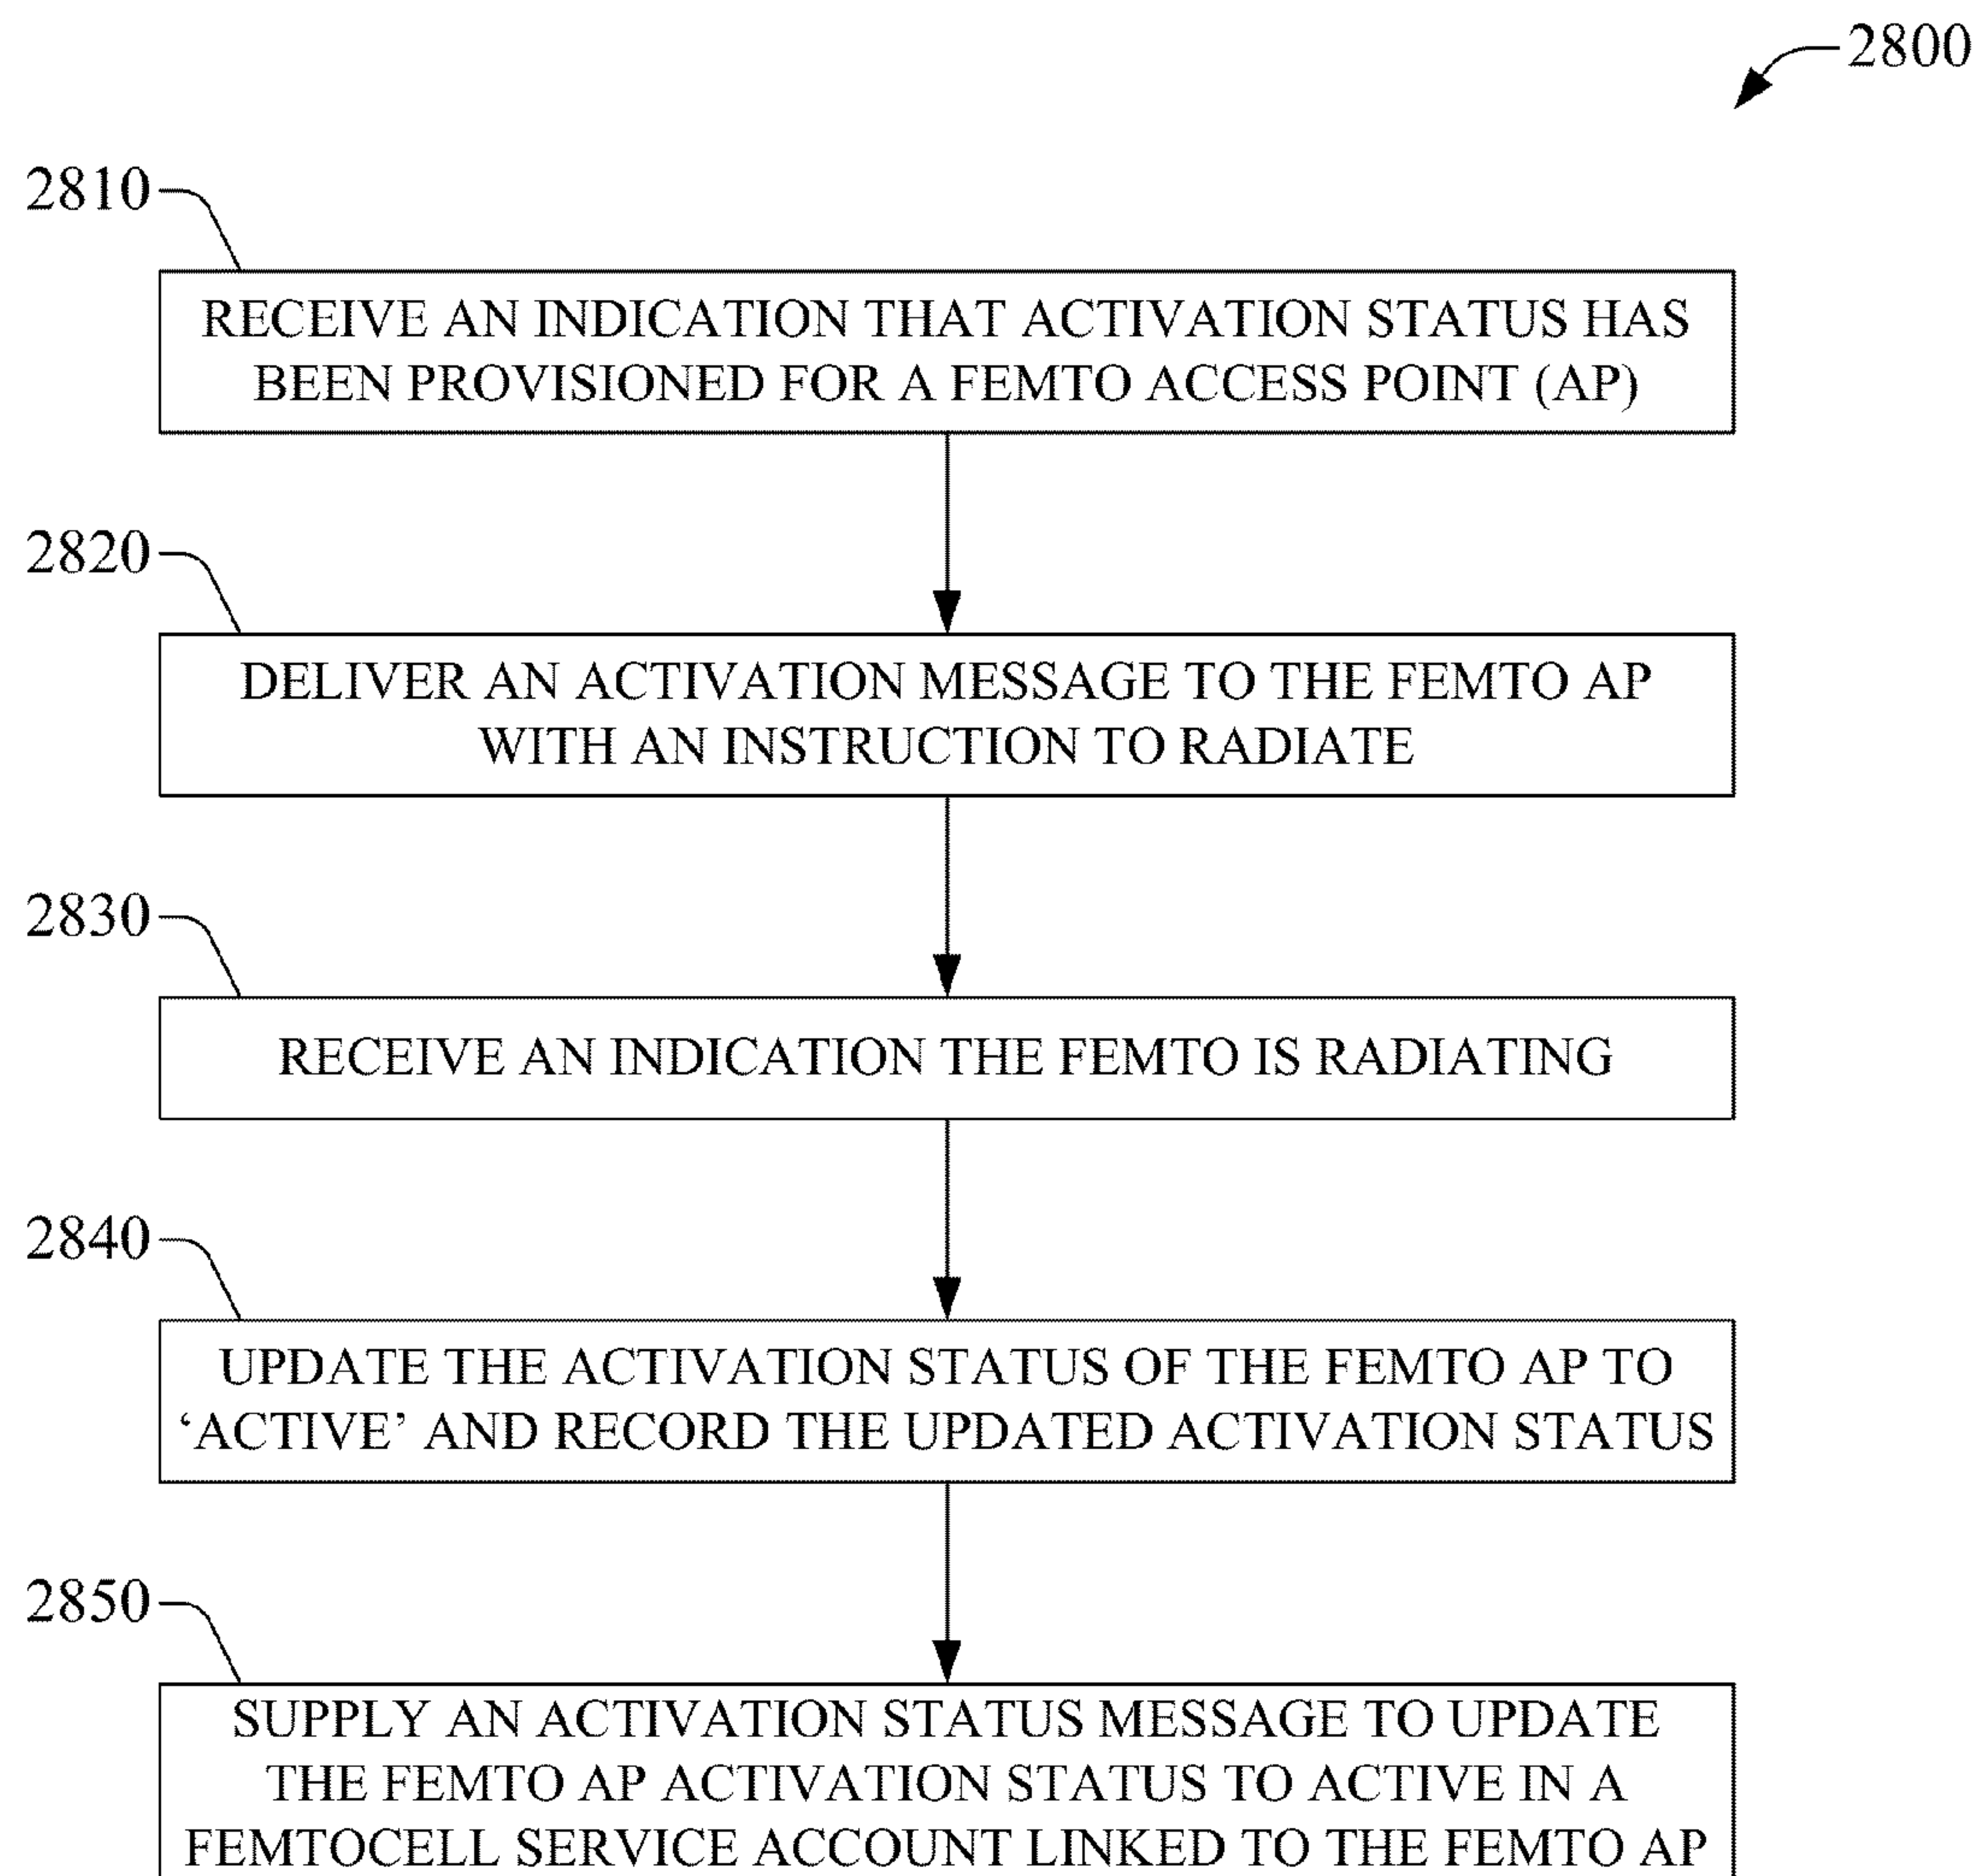 2800
2810
RECEIVE AN INDICATION THAT ACTIVATION STATUS HAS
BEEN PROVISIONED FOR A FEMTO ACCESS POINT (AP)
2820
DELIVER AN ACTIVATION MESSAGE TO THE FEMTO AP
WITH AN INSTRUCTION TO RADIATE
2830
RECEIVE AN INDICATION THE FEMTO IS RADIATING
2840
UPDATE THE ACTIVATION STATUS OF THE FEMTO AP TO
‘ACTIVE’ AND RECORD THE UPDATED ACTIVATION STATUS
2850
SUPPLY AN ACTIVATION STATUS MESSAGE TO UPDATE
THE FEMTO AP ACTIVATION STATUS TO ACTIVE IN A
FEMTOCELL SERVICE ACCOUNT LINKED TO THE FEMTO AP